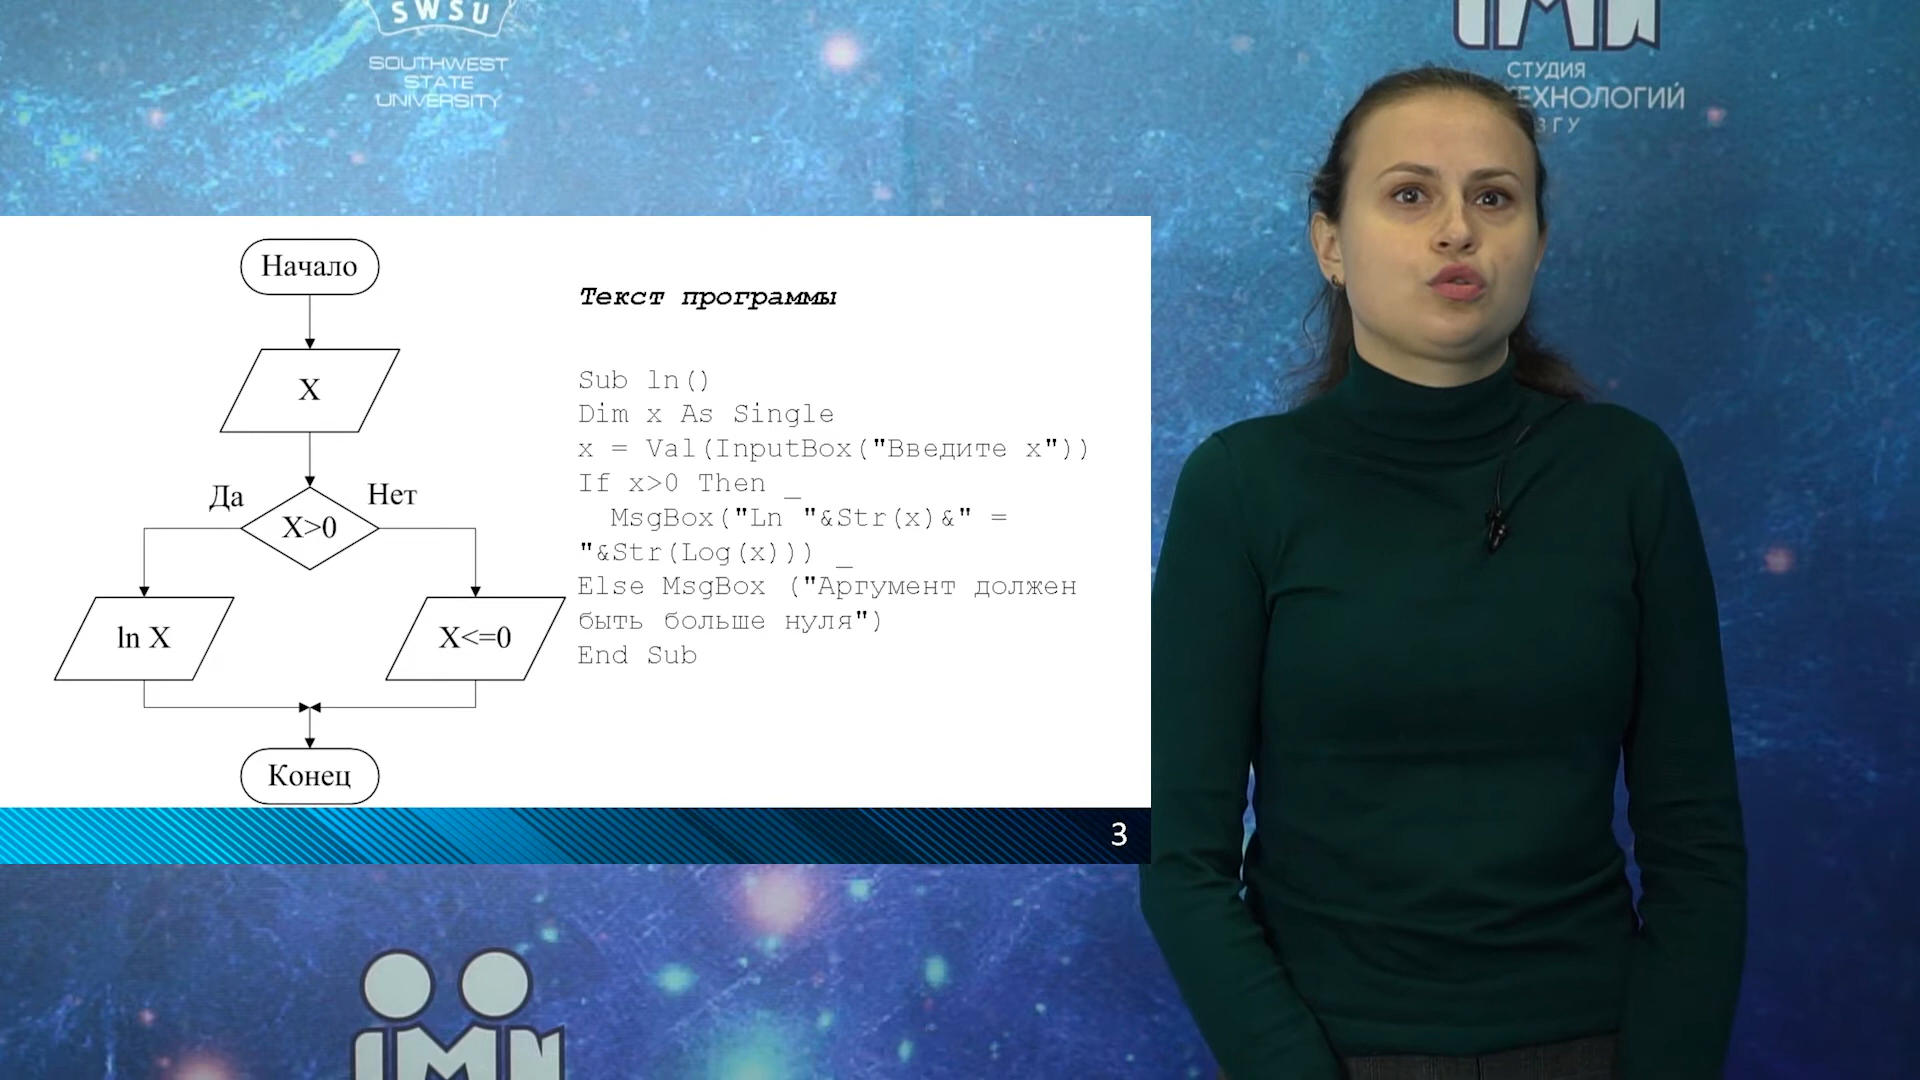 SWSU
SOUTHWEST
STATE
UNIVERSITY
СТУДИЯ
ТЕХНОЛОГИЙ
ЗГУ
Начало
X
Да
Нет
X>0
ln X
X<=0
Конец
Текст программы
Sub ln()
Dim x As Single
x = Val(InputBox("Введите x"))
If x>0 Then _
MsgBox("Ln "&Str(x)&" =
"&Str(Log(x))) _
Else MsgBox ("Аргумент должен
быть больше нуля")
End Sub
3